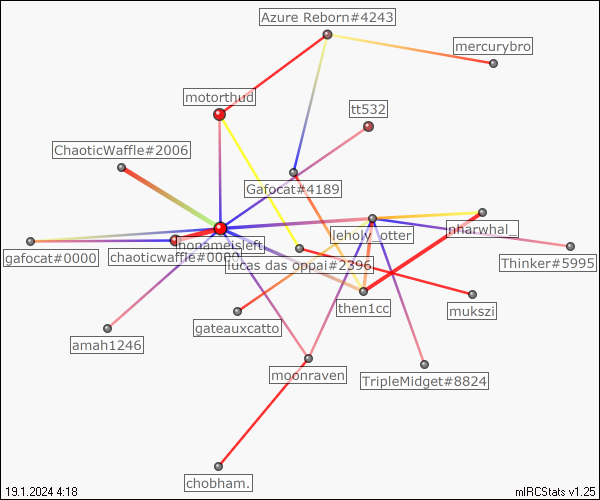 Azure Reborn#4243
mercurybro
motorthud
tt532
ChaoticWaffle#2006
Gafocat#4189
leholy_otter
nharwhal_
nonameisleft
gafocat#0000
chaoticwaffle#0000
lucas das oppai#2396
Thinker#5995
then1cc
mukszi
gateauxcatto
amah1246
moonraven
TripleMidget#8824
chobham.
19.1.2024 4:18
mIRCStats v1.25